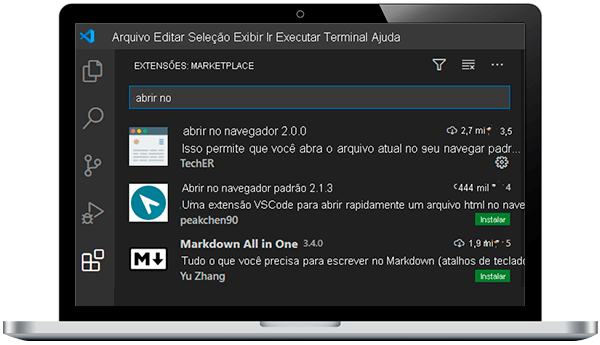 Arquivo Editar Seleção Exibir Ir Executar Terminal Ajuda
EXTENSÕES: MARKETPLACE
abrir no
abrir no navegador 2.0.0 2,7 mi 3,5
Isso permite que você abra o arquivo atual no seu navegar padr...
TechER
Abrir no navegador padrão 2.1.3 444 mil 4
Uma extensão VSCode para abrir rapidamente um arquivo html no nave
peakchen90 Instalar
Markdown All in One 3.4.0 1,9 mi 5
Tudo o que você precisa para escrever no Markdown (atalhos de teclado
Yu Zhang Instalar